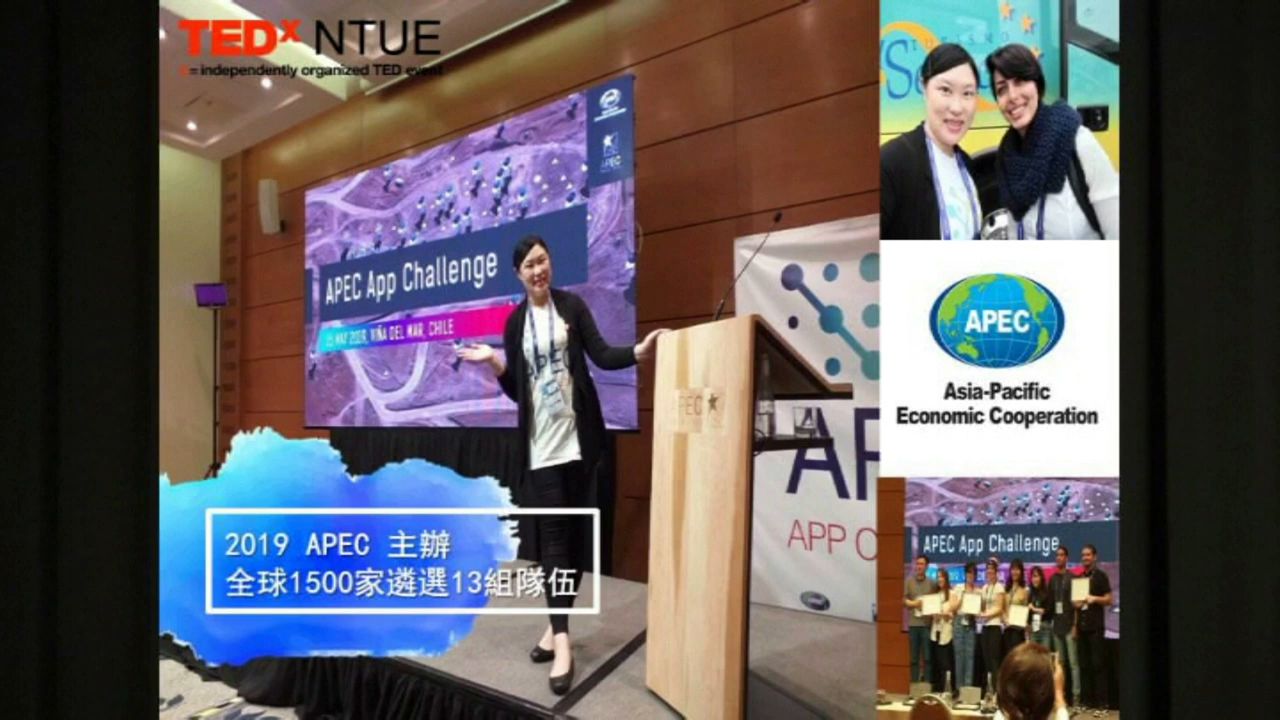 TEDx NTUE
x = independently organized TED event
APEC
APEC App Challenge
VIÑA DEL MAR, CHILE
APEC
APP
2019 APEC 主辦
全球1500家遴選13組隊伍
APEC
Asia-Pacific
Economic Cooperation
APEC App Challenge